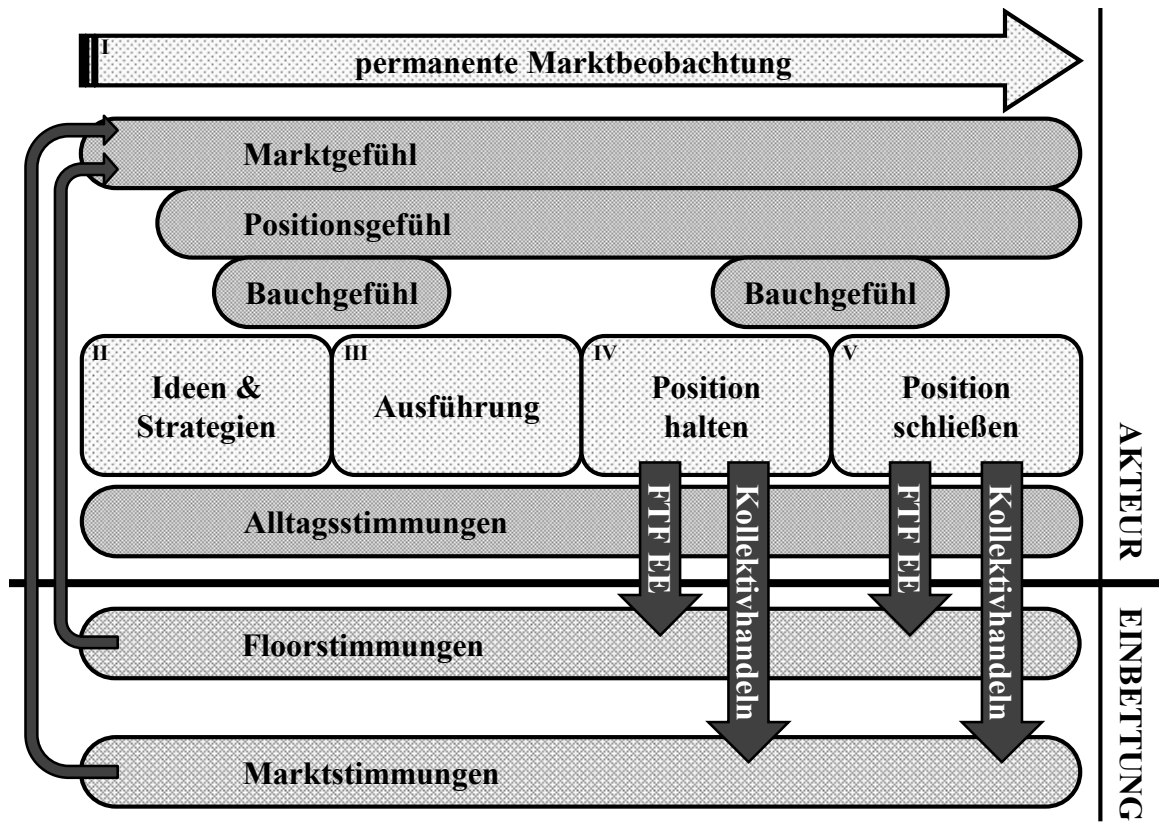 I
permanente Marktbeobachtung
Marktgefühl
Positionsgefühl
Bauchgefühl
Bauchgefühl
II
Ideen &
Strategien
III
Ausführung
IV
Position
halten
V
Position
schließen
AKTEUR
Alltagsstimmungen
FTF EE
Kollektivhandeln
FTF EE
Kollektivhandeln
Floorstimmungen
Marktstimmungen
EINBETTUNG